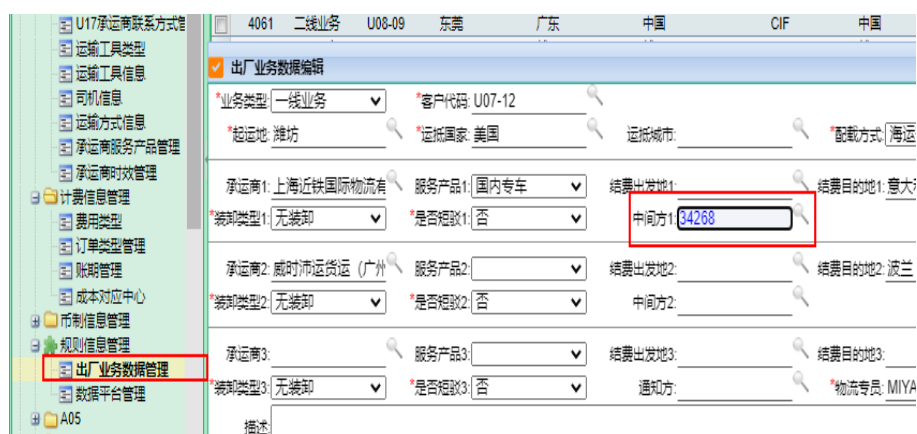 U17承运商联系方式管
运输工具类型
运输工具信息
司机信息
运输方式信息
承运商服务产品管理
承运商时效管理
计费信息管理
费用类型
订单类型管理
账期管理
成本对应中心
币制信息管理
规则信息管理
出厂业务数据管理
数据平台管理
A05
4061 二线业务 U08-09 东莞 广东 中国 CIF 中国
出厂业务数据编辑
*业务类型: 一线业务 *客户代码: U07-12
*起运地: 潍坊 *运抵国家: 美国 运抵城市: *配载方式: 海运
承运商1: 上海近铁国际物流有 服务产品1: 国内专车 结费出发地1: 结费目的地1: 意大利
*装卸类型1: 无装卸 *是否短驳1: 否 中间方1: 34268
承运商2: 威时沛运货运（广州 服务产品2: 结费出发地2: 结费目的地2: 波兰
*装卸类型2: 无装卸 *是否短驳2: 否 中间方2:
承运商3: 服务产品3: 结费出发地3: 结费目的地3:
*装卸类型3: 无装卸 *是否短驳3: 否 通知方: *物流专员: MIYA
描述: